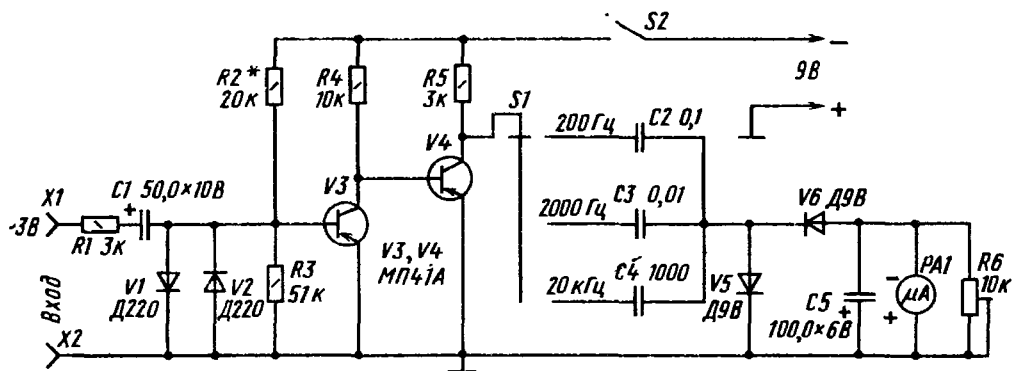 S2
−
9В
+
R2*
20к
R4
10к
R5
3к
S1
200 Гц
C2 0,1
V4
X1
C1 50,0×10В
+
V3
2000 Гц
C3 0,01
V6 Д9В
~3В
R1 3к
V3, V4
МП41А
R3
51к
20 кГц
C4 1000
V1
Д220
V2
Д220
V5
Д9В
C5
100,0×6В
+
−
PA1
μA
+
R6
10к
Вход
X2